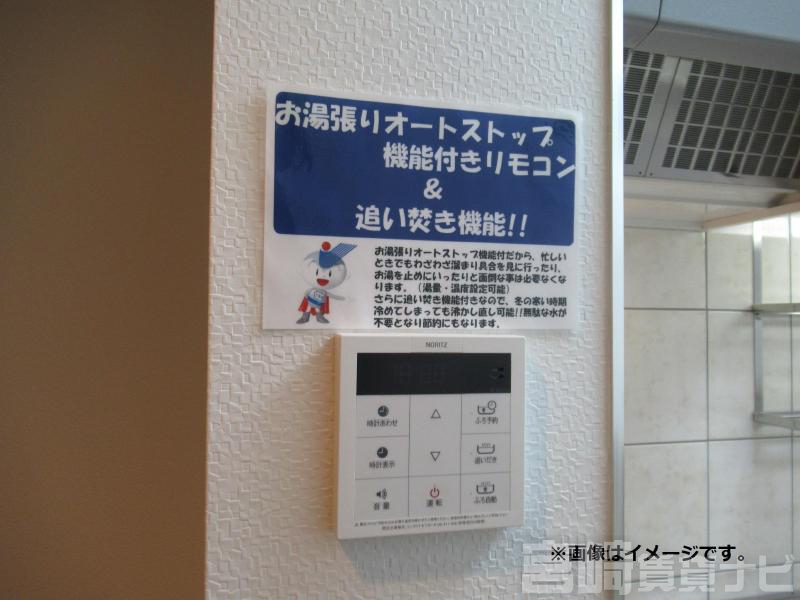 お湯張りオートストップ
機能付きリモコン
&
追い焚き機能!!
お湯張りオートストップ機能付だから、忙しい
ときでもわざわざ溜まり具合を見に行ったり、
お湯を止めにいったりと面倒な事は必要なくな
ります。(湯量・温度設定可能)
さらに追い焚き機能付きなので、冬の寒い時期
冷めてしまっても沸かし直し可能!!無駄な水が
不要となり節約にもなります。
NORITZ
時計あわせ
ふろ予約
時計表示
追いだき
音量
運転
ふろ自動
※画像はイメージです。
宮崎賃貸ナビ